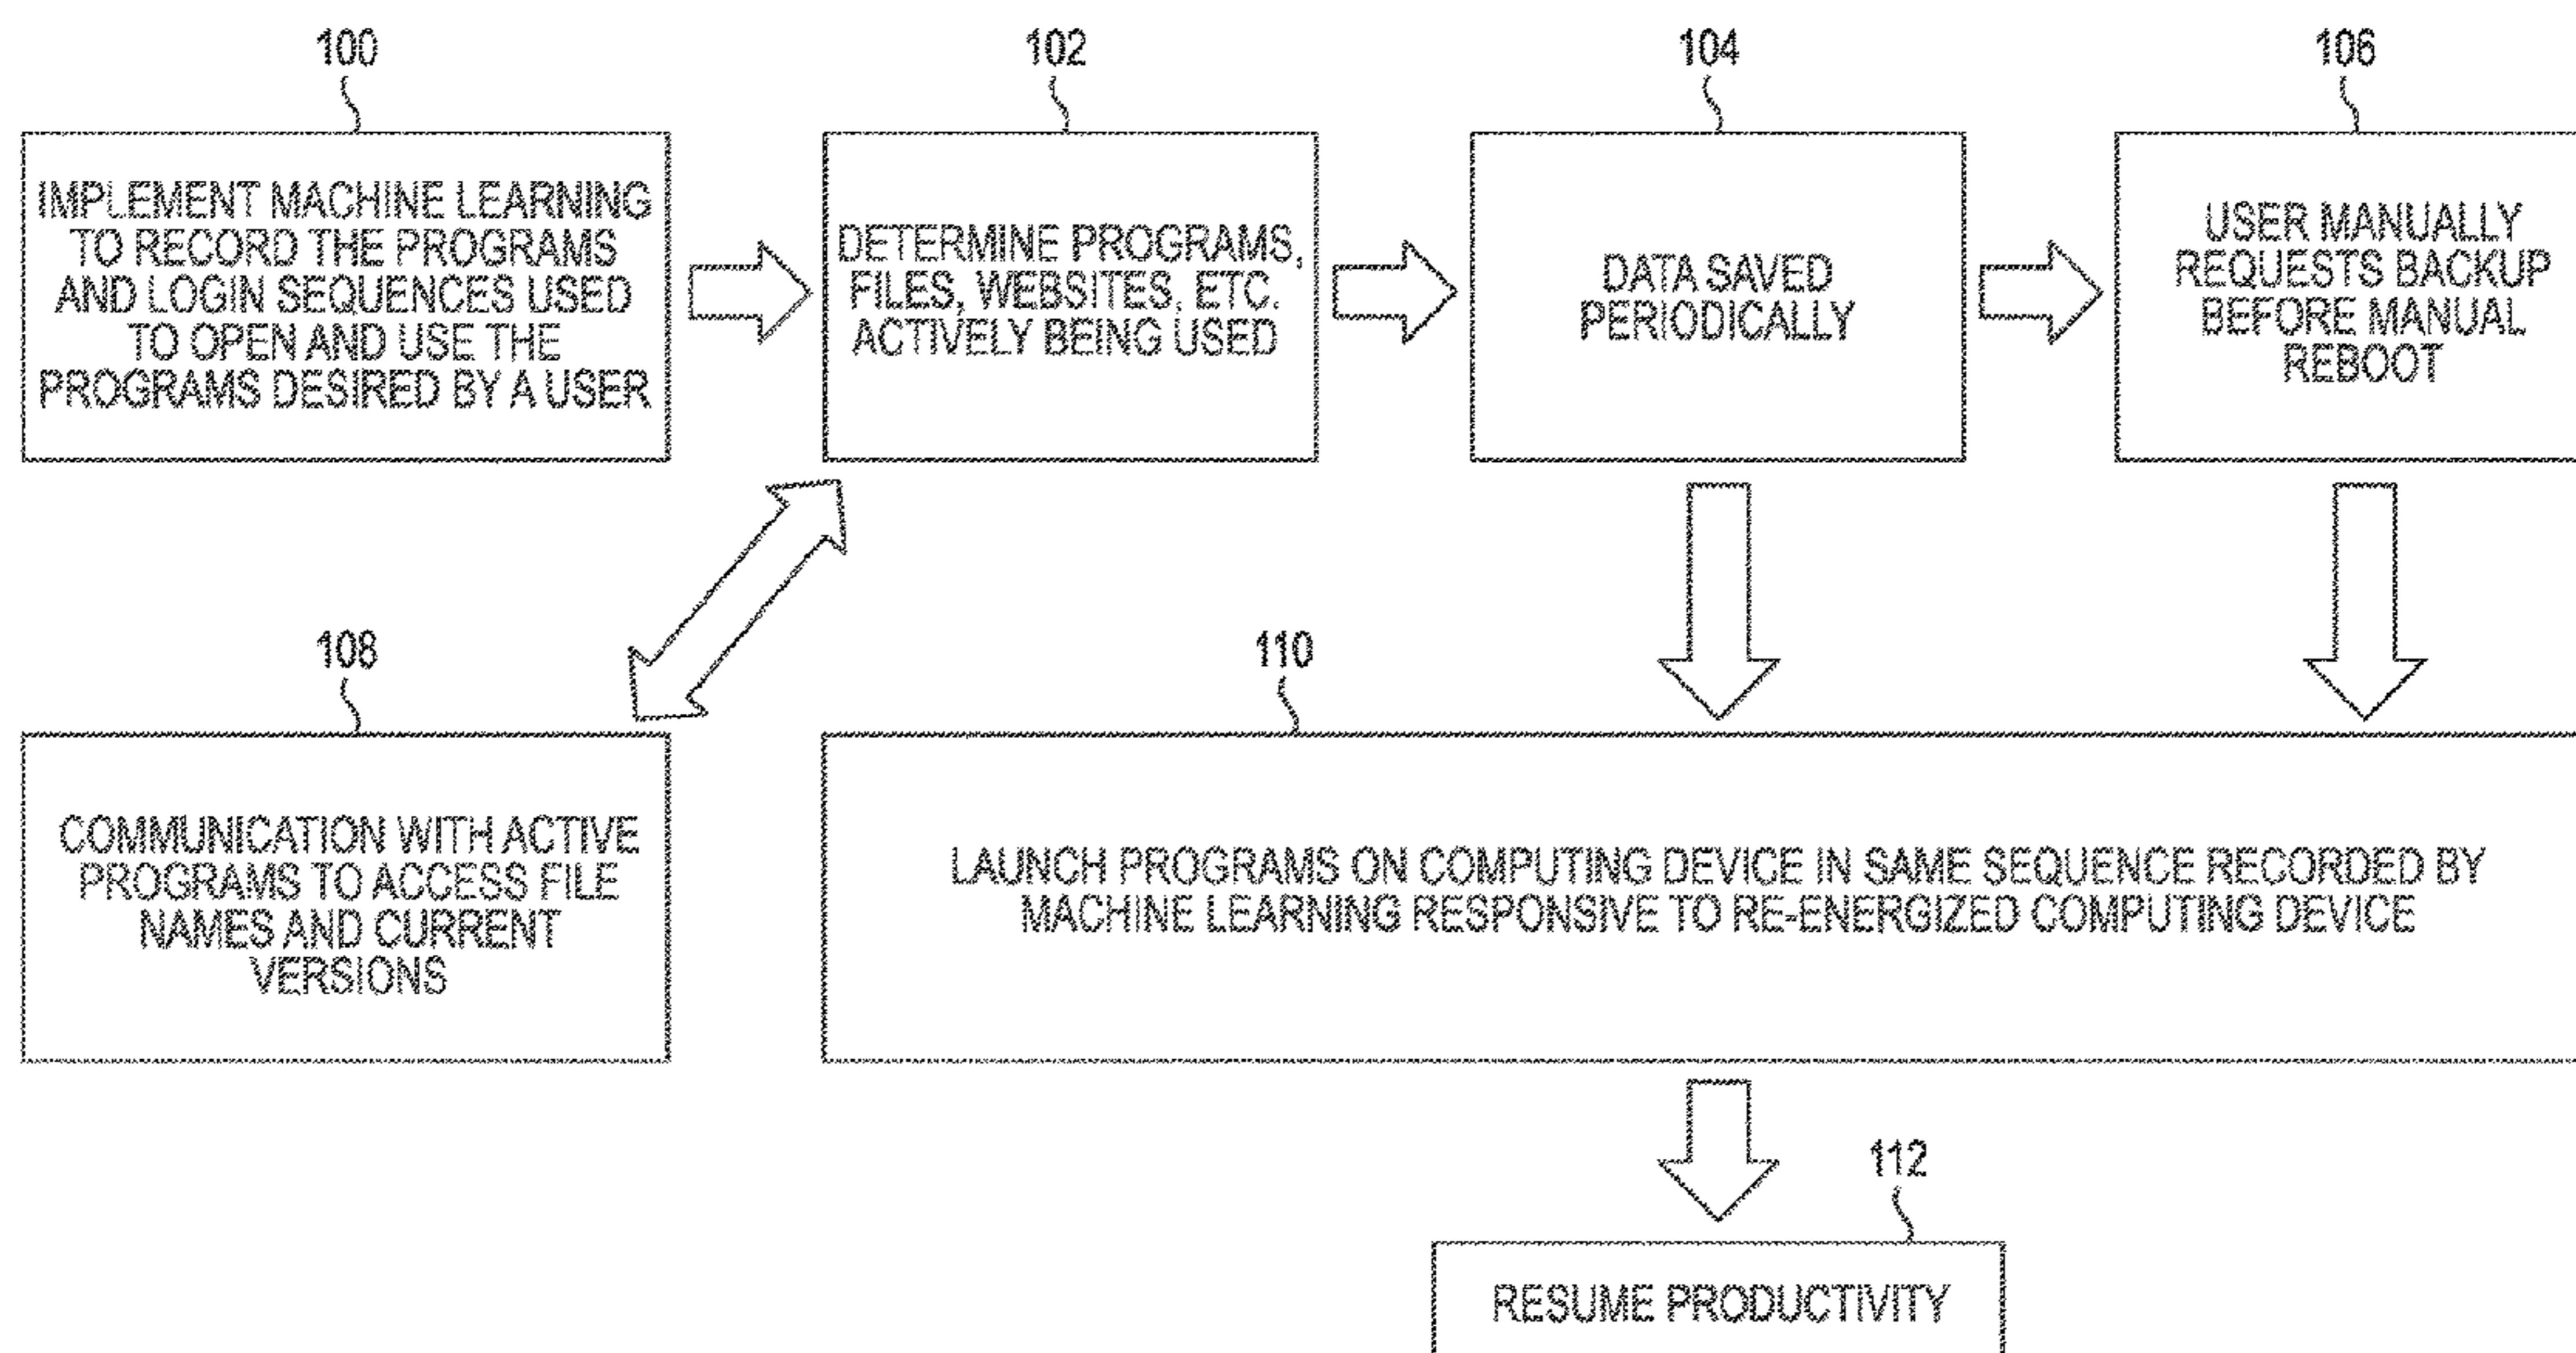 100
102
104
106
IMPLEMENT MACHINE LEARNING
TO RECORD THE PROGRAMS
AND LOGIN SEQUENCES USED
TO OPEN AND USE THE
PROGRAMS DESIRED BY A USER
DETERMINE PROGRAMS,
FILES, WEBSITES, ETC.
ACTIVELY BEING USED
DATA SAVED
PERIODICALLY
USER MANUALLY
REQUESTS BACKUP
BEFORE MANUAL
REBOOT
108
110
COMMUNICATION WITH ACTIVE
PROGRAMS TO ACCESS FILE
NAMES AND CURRENT
VERSIONS
LAUNCH PROGRAMS ON COMPUTING DEVICE IN SAME SEQUENCE RECORDED BY
MACHINE LEARNING RESPONSIVE TO RE-ENERGIZED COMPUTING DEVICE
112
RESUME PRODUCTIVITY